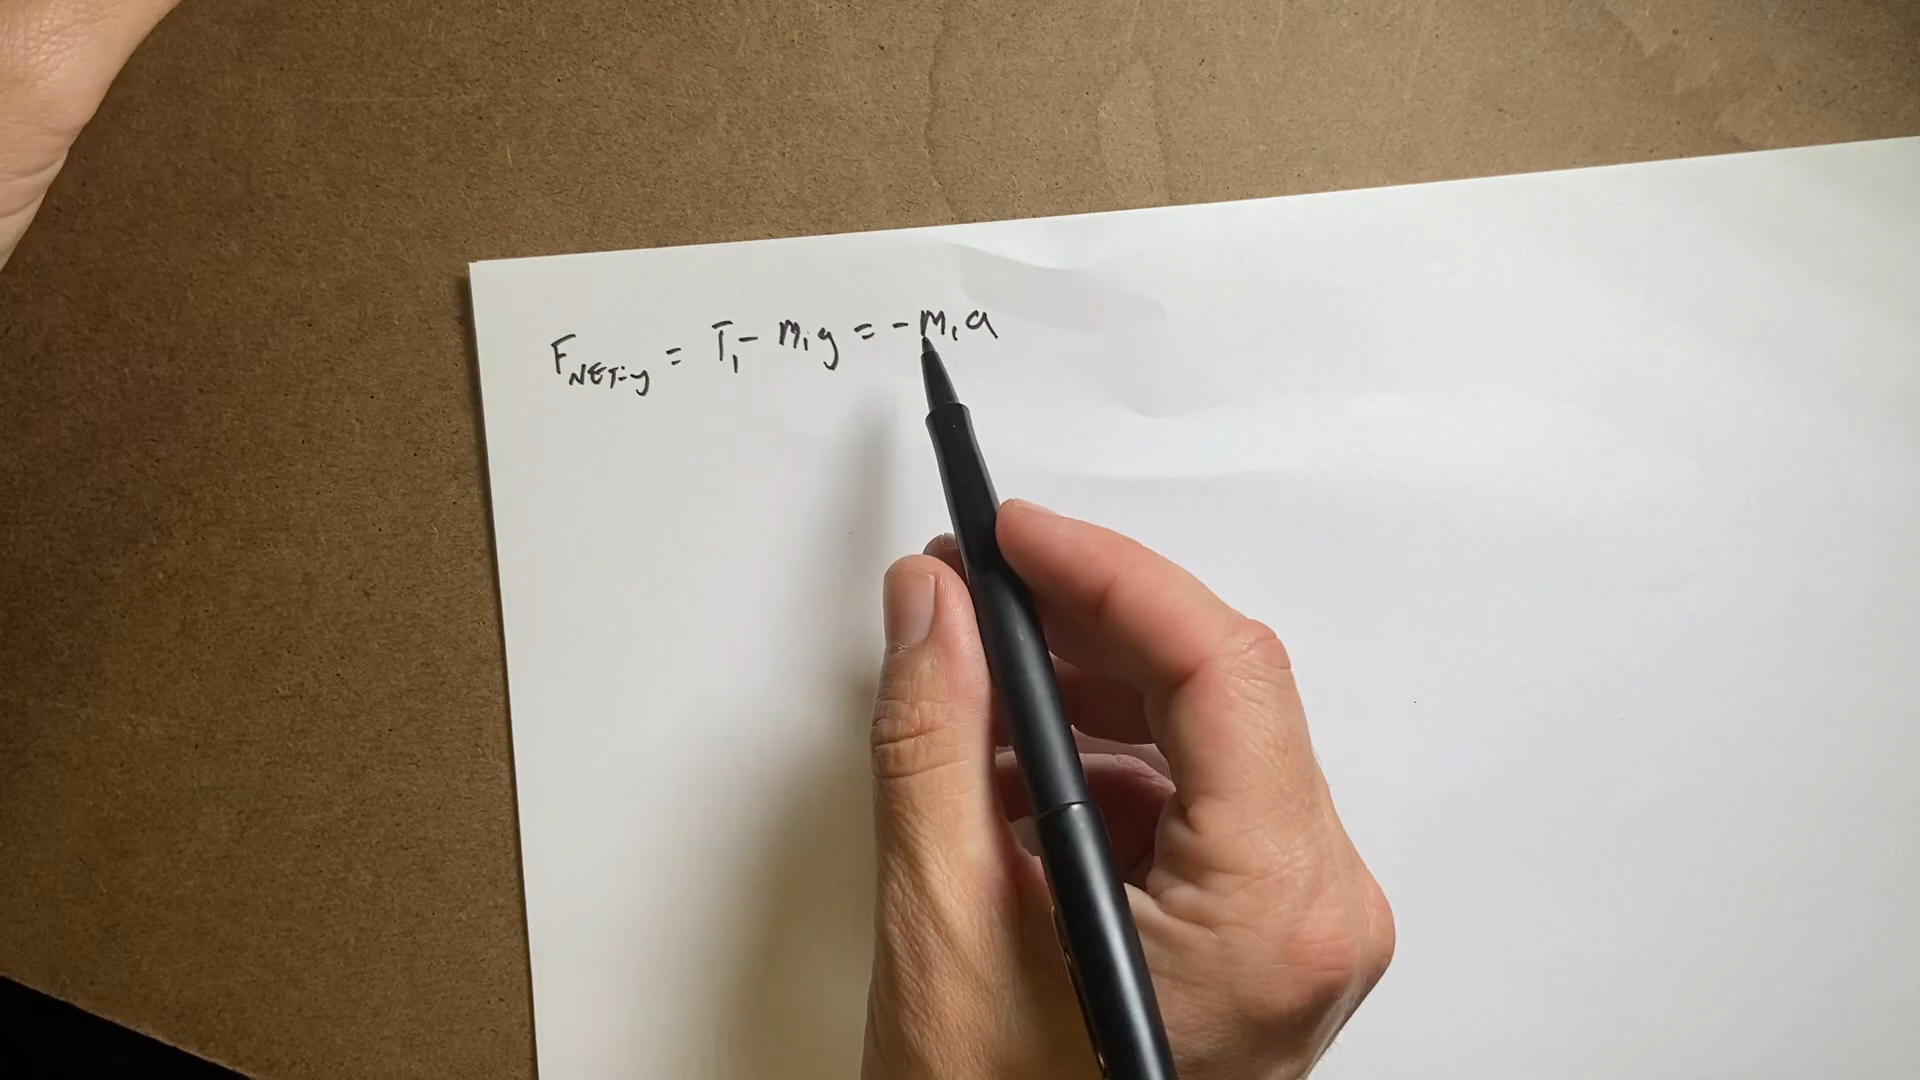 F_NET-y = T₁ - m₁g = -m₁a